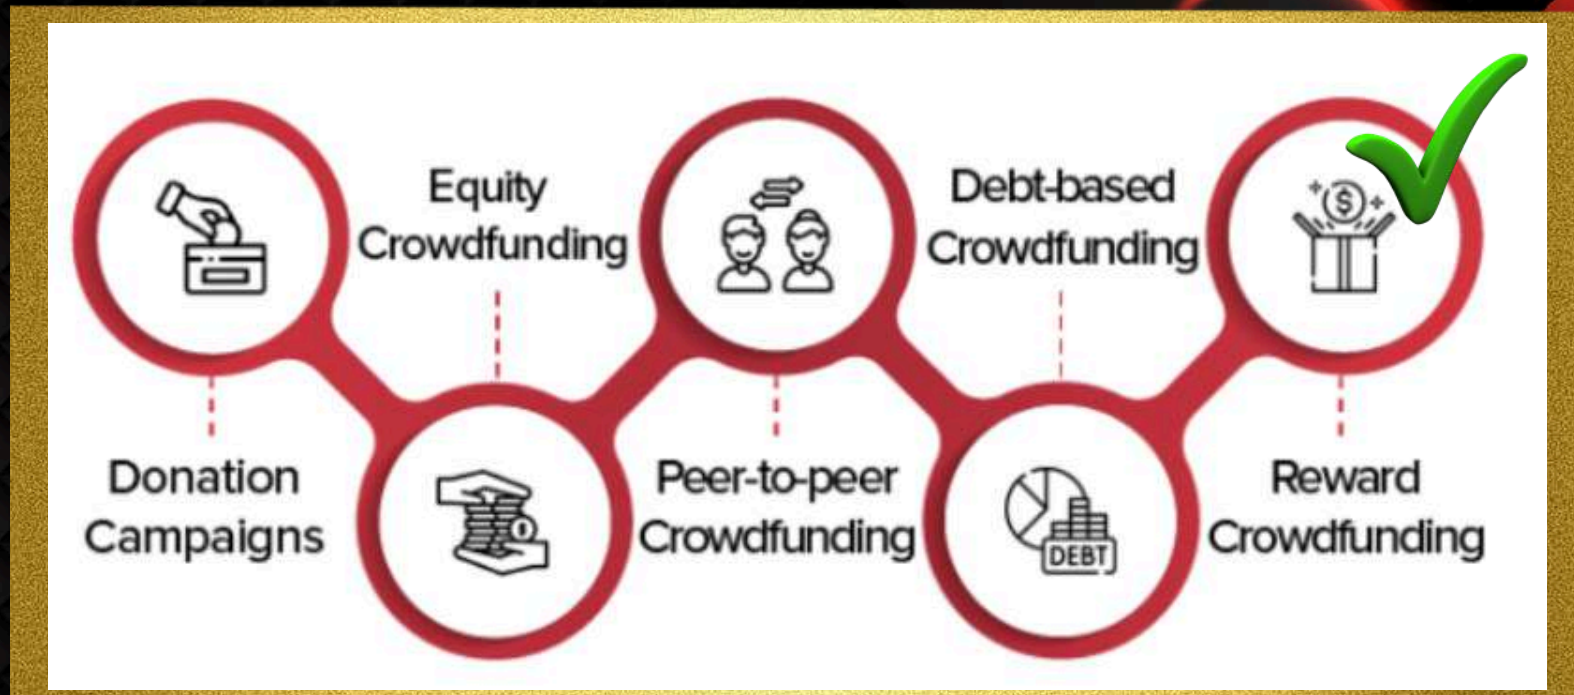 Donation
Campaigns
Equity
Crowdfunding
Peer-to-peer
Crowdfunding
Debt-based
Crowdfunding
DEBT
Reward
Crowdfunding
$
$